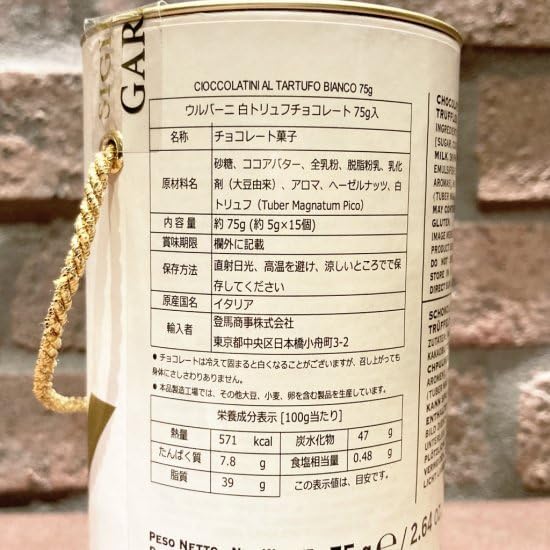 GAR
CIOCCOLATINI AL TARTUFO BIANCO 75g
ウルバーニ 白トリュフチョコレート 75g入
名称 チョコレート菓子
原材料名 砂糖、ココアバター、全乳粉、脱脂粉乳、乳化
剤（大豆由来）、アロマ、ヘーゼルナッツ、白
トリュフ（Tuber Magnatum Pico）
内容量 約 75g (約 5g×15個)
賞味期限 欄外に記載
保存方法 直射日光、高温を避け、涼しいところで保
存してください
原産国名 イタリア
輸入者 登馬商事株式会社
東京都中央区日本橋小舟町3-2
● チョコレートは冷えて固まると白くなることがございますが、召し上がっても
身体にさしさわりありません。
● 本品製造工場では、その他大豆、小麦、卵を含む製品を生産しています。
栄養成分表示 [100g当たり]
熱量 571 kcal 炭水化物 47 g
たんぱく質 7.8 g 食塩相当量 0.48 g
脂質 39 g この表示値は、目安です。
PESO NETTO
75 g e / 2.64